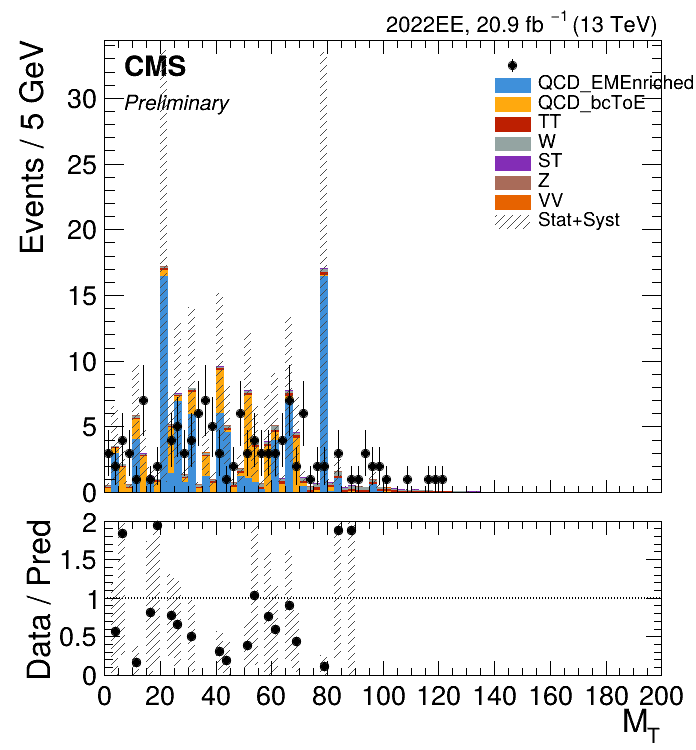 2022EE, 20.9 fb⁻¹ (13 TeV)
CMS
Preliminary
QCD_EMEnriched
QCD_bcToE
TT
W
ST
Z
VV
Stat+Syst
Events / 5 GeV
30
25
20
15
10
5
0
Data / Pred
2
1.5
1
0.5
0
0 20 40 60 80 100 120 140 160 180 200
M_T